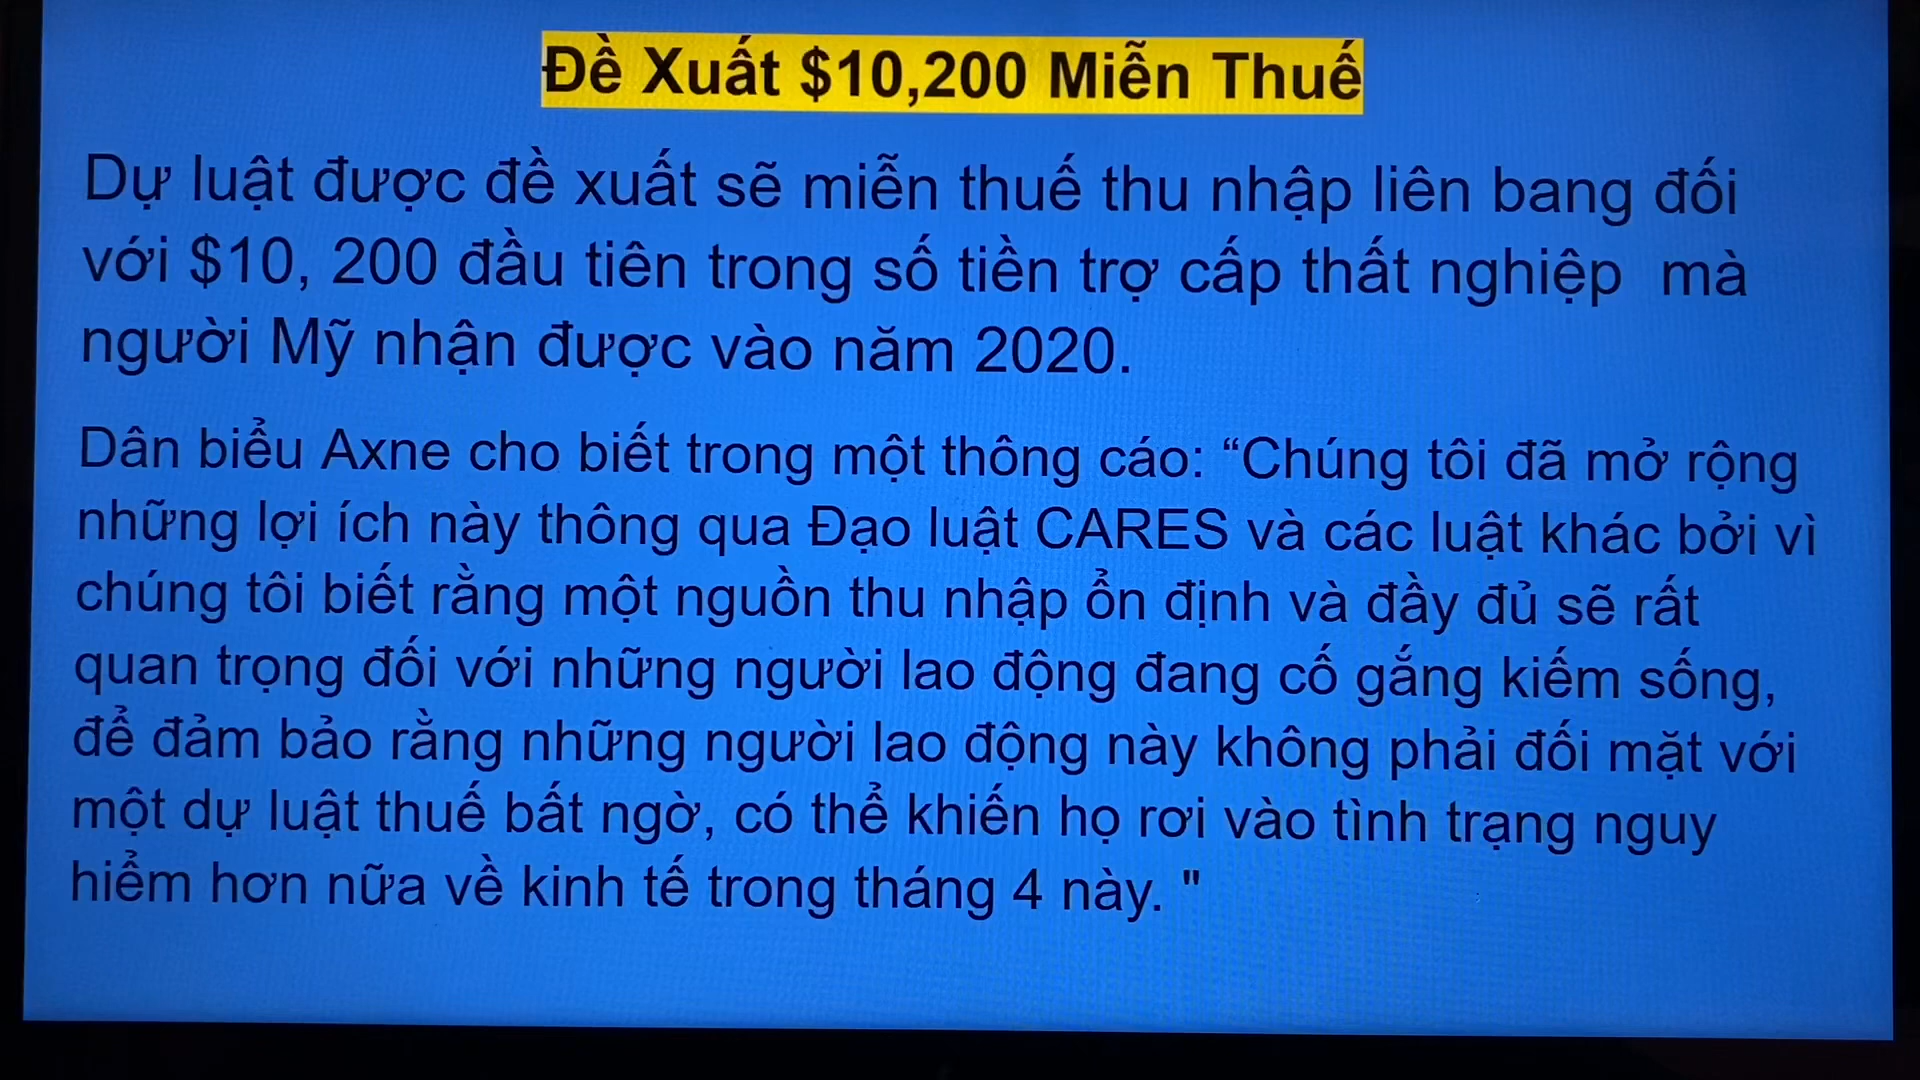 Đề Xuất $10,200 Miễn Thuế
Dự luật được đề xuất sẽ miễn thuế thu nhập liên bang đối
với $10, 200 đầu tiên trong số tiền trợ cấp thất nghiệp  mà
người Mỹ nhận được vào năm 2020.
Dân biểu Axne cho biết trong một thông cáo: “Chúng tôi đã mở rộng
những lợi ích này thông qua Đạo luật CARES và các luật khác bởi vì
chúng tôi biết rằng một nguồn thu nhập ổn định và đầy đủ sẽ rất
quan trọng đối với những người lao động đang cố gắng kiếm sống,
để đảm bảo rằng những người lao động này không phải đối mặt với
một dự luật thuế bất ngờ, có thể khiến họ rơi vào tình trạng nguy
hiểm hơn nữa về kinh tế trong tháng 4 này. "